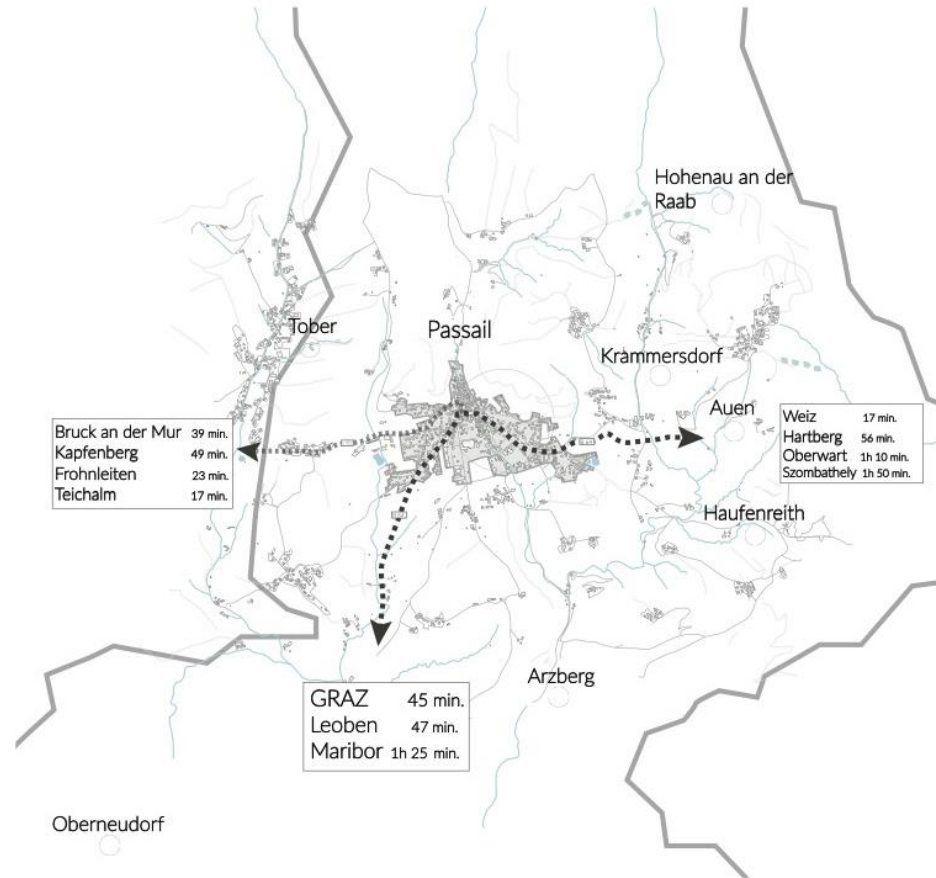 Hohenau an der
Raab
Tober
Passail
Krammersdorf
Auen
Bruck an der Mur 39 min.
Kapfenberg 49 min.
Frohnleiten 23 min.
Teichalm 17 min.
Weiz 17 min.
Hartberg 56 min.
Oberwart 1h 10 min.
Szombathely 1h 50 min.
Haufenreith
Arzberg
GRAZ 45 min.
Leoben 47 min.
Maribor 1h 25 min.
Oberneudorf